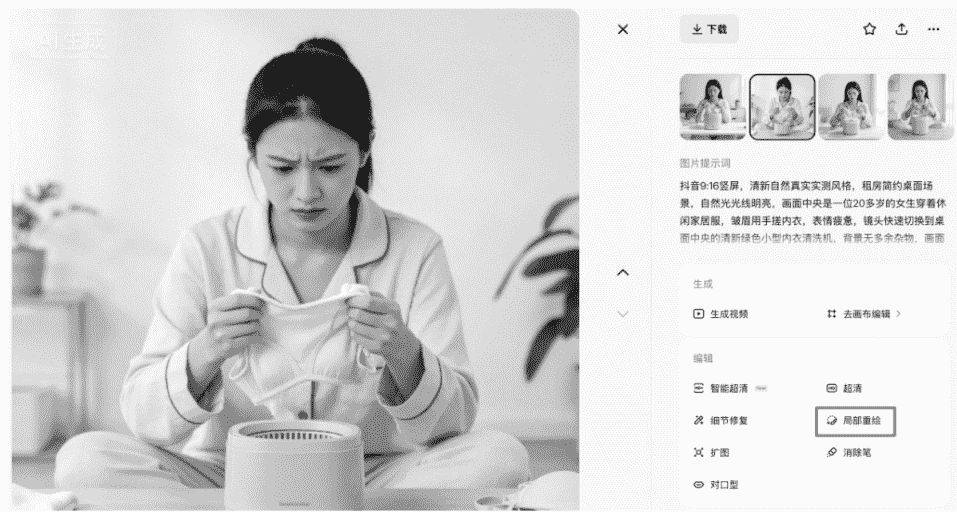 AI生成
下载
图片提示词
抖音9:16竖屏，清新自然真实实测风格，租房简约桌面场
景，自然光光线明亮，画面中央是一位20多岁的女生穿着休
闲家居服，皱眉用手搓内衣，表情疲惫，镜头快速切换到桌
面中央的清新绿色小型内衣清洗机，背景无多余杂物，画面
生成
生成视频
去画布编辑
编辑
智能超清 New
HD 超清
细节修复
局部重绘
扩图
消除笔
对口型